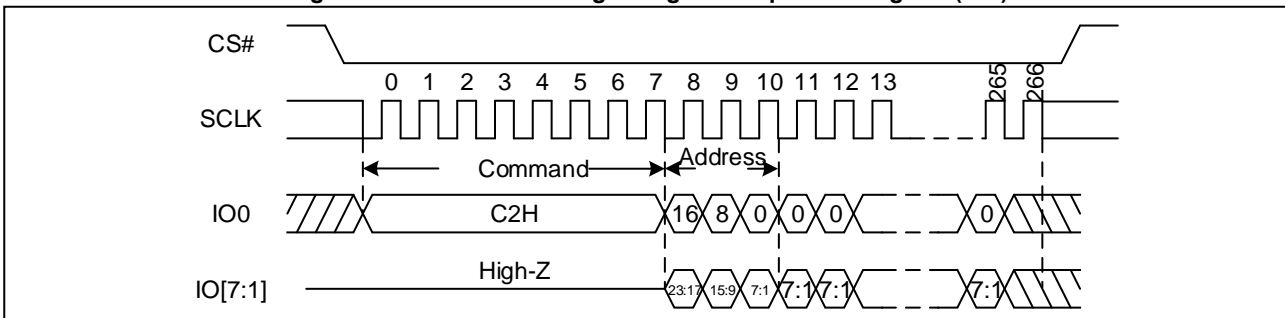 CS#
0 1 2 3 4 5 6 7 8 9 10 11 12 13 265 266
SCLK
Command Address
IO0 C2H 16 8 0 0 0 0
High-Z
IO[7:1] 23:17 15:9 7:1 7:1 7:1 7:1